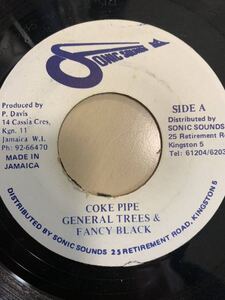 SONIC SOUNDS
Produced by
P. Davis
14 Cassia Cres,
Kgn. 11
Jamaica W.I.
Ph: 92-66470
MADE IN
JAMAICA
SIDE A
Distributed by
SONIC SOUNDS
25 Retirement Road,
Kingston 5
Tel: 61204/6203
COKE PIPE
GENERAL TREES &
FANCY BLACK
DISTRIBUTED BY SONIC SOUNDS 25 RETIREMENT ROAD, KINGSTON 5